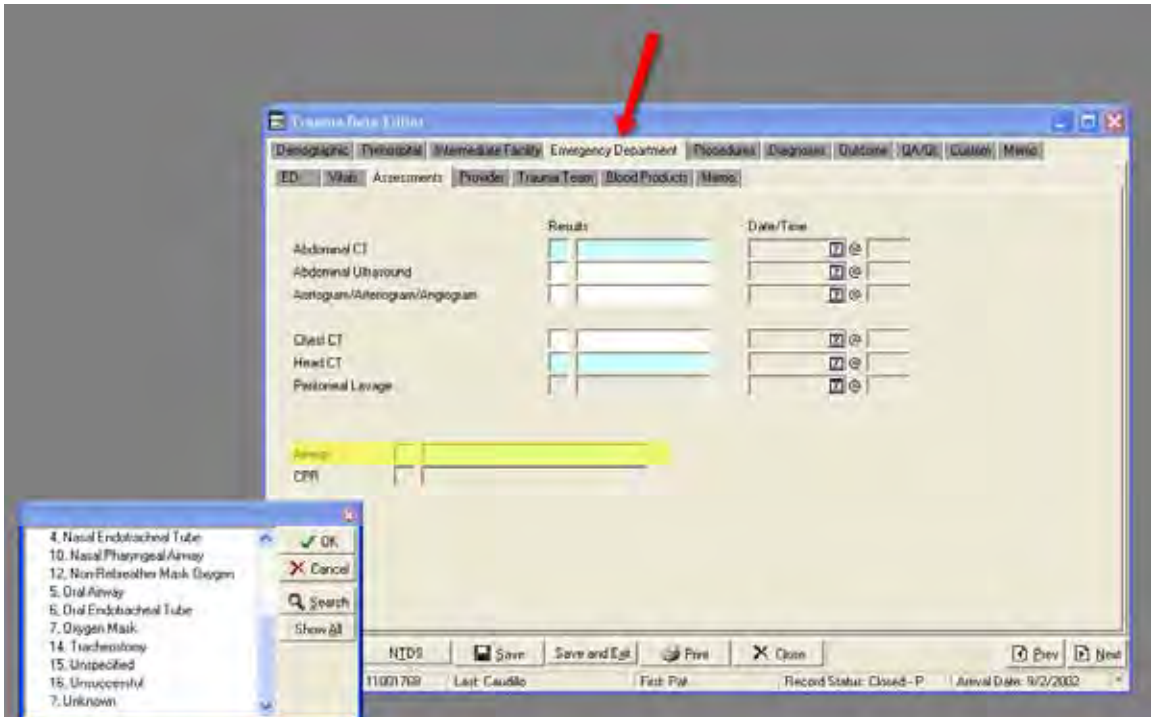 Trauma Data Editor
Demographic Prehospital Intermediate Facility Emergency Department Procedures Diagnoses Outcome QA/QI Custom Memo
ED Vitals Assessments Provider Trauma Team Blood Products Memo
Results Date/Time
Abdominal CT @
Abdominal Ultrasound @
Aortogram/Arteriogram/Angiogram @
Chest CT @
Head CT @
Peritoneal Lavage @
Airway
CPR
4, Nasal Endotracheal Tube
10, Nasal Pharyngeal Airway
12, Non-Rebreather Mask Oxygen
5, Oral Airway
6, Oral Endotracheal Tube
7, Oxygen Mask
14, Tracheostomy
15, Unspecified
16, Unsuccessful
?, Unknown
OK
Cancel
Search
Show All
NTDS Save Save and Exit Print Close Prev Next
11001768 Last: Caudillo First: Pat Record Status: Closed - P Arrival Date: 9/2/2002